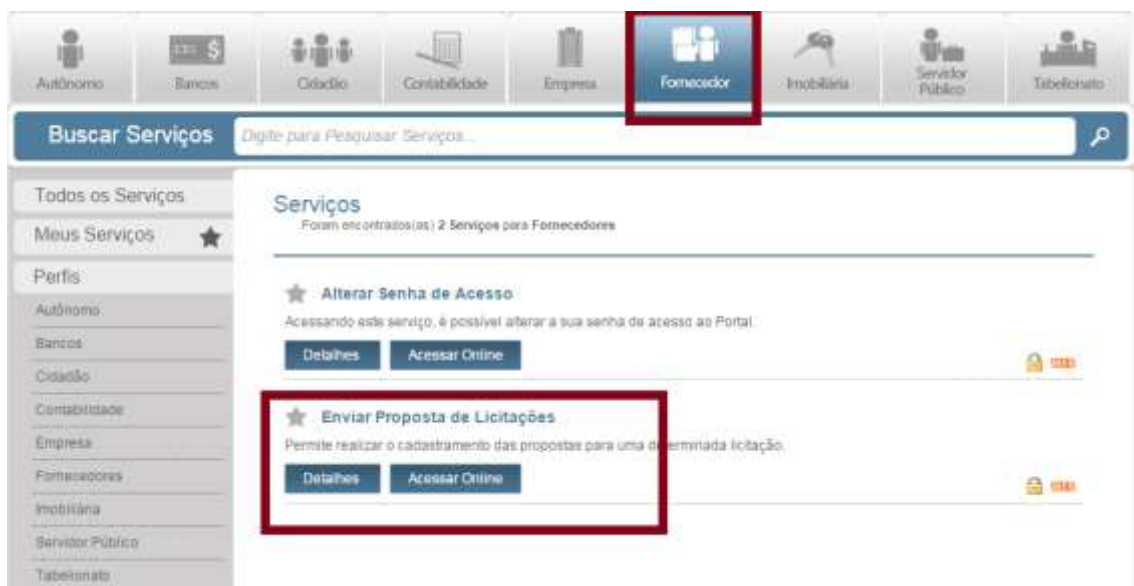 Autônomo
Bancos
Cidadão
Contabilidade
Empresa
Fornecedor
Imobiliária
Servidor
Público
Tabelionato
Buscar Serviços
Digite para Pesquisar Serviços...
Todos os Serviços
Meus Serviços
Perfis
Autônomo
Bancos
Cidadão
Contabilidade
Empresa
Fornecedores
Imobiliária
Servidor Público
Tabelionato
Serviços
Foram encontrados(as) 2 Serviços para Fornecedores
Alterar Senha de Acesso
Acessando este serviço, é possível alterar a sua senha de acesso ao Portal.
Detalhes
Acessar Online
Enviar Proposta de Licitações
Permite realizar o cadastramento das propostas para uma determinada licitação.
Detalhes
Acessar Online